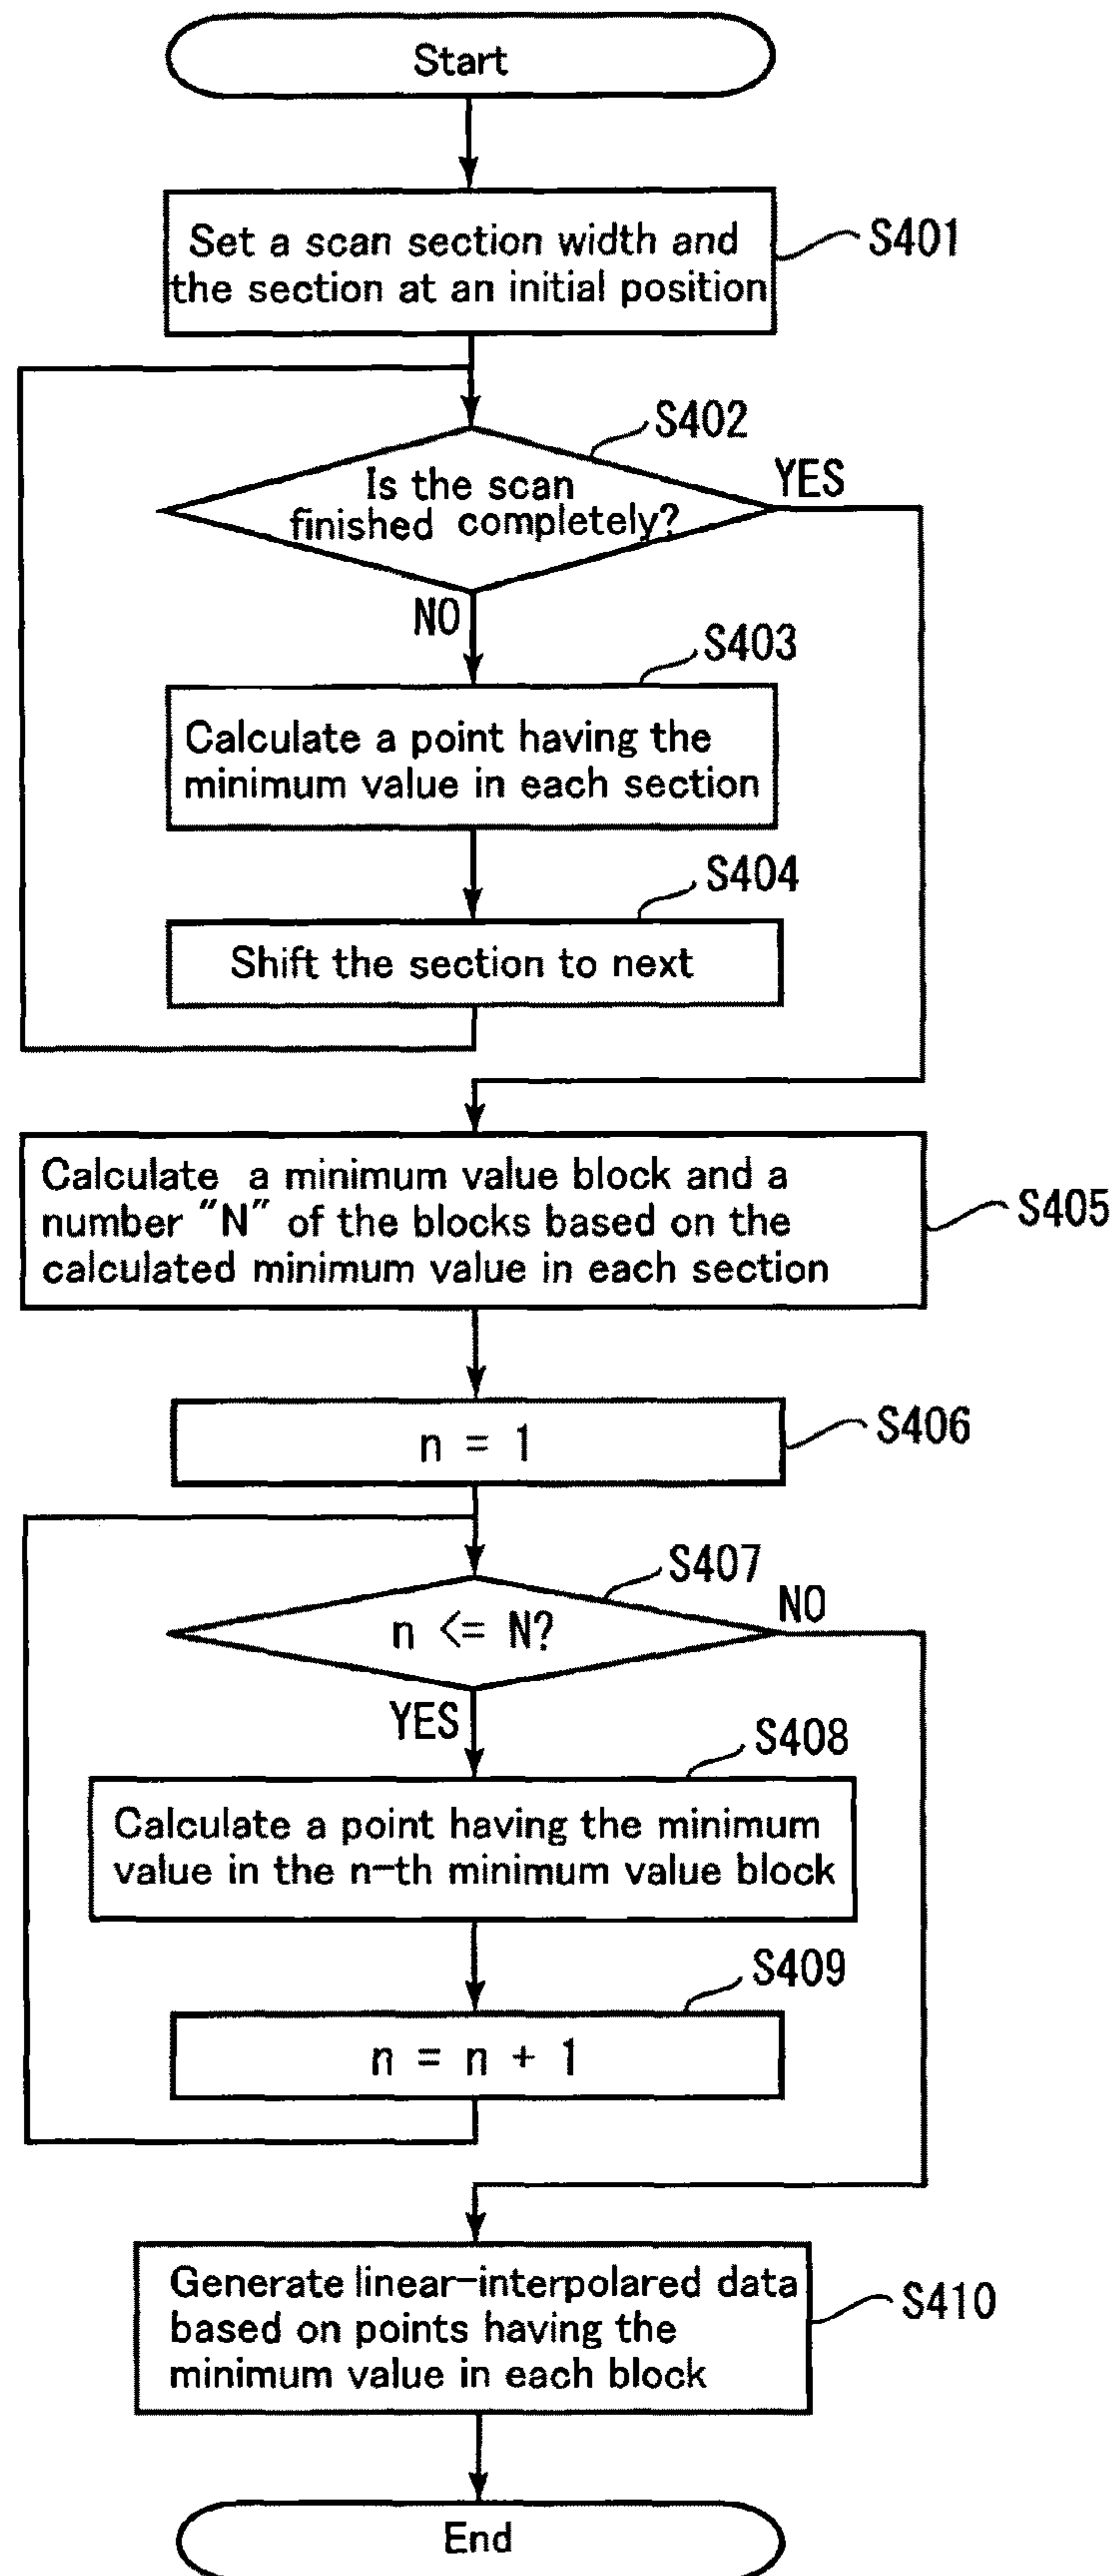 Start
Set a scan section width and
the section at an initial position
S401
S402
Is the scan
finished completely?
YES
NO
S403
Calculate a point having the
minimum value in each section
S404
Shift the section to next
Calculate a minimum value block and a
number "N" of the blocks based on the
calculated minimum value in each section
S405
n = 1
S406
S407
n <= N?
NO
YES
S408
Calculate a point having the minimum
value in the n-th minimum value block
S409
n = n + 1
Generate linear-interpolared data
based on points having the
minimum value in each block
S410
End